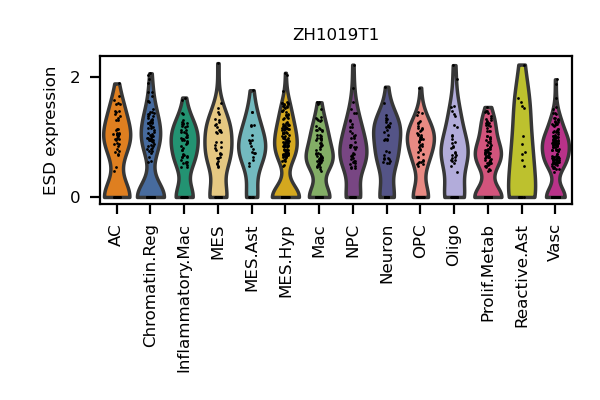 ZH1019T1
ESD expression
2
0
AC
Chromatin.Reg
Inflammatory.Mac
MES
MES.Ast
MES.Hyp
Mac
NPC
Neuron
OPC
Oligo
Prolif.Metab
Reactive.Ast
Vasc